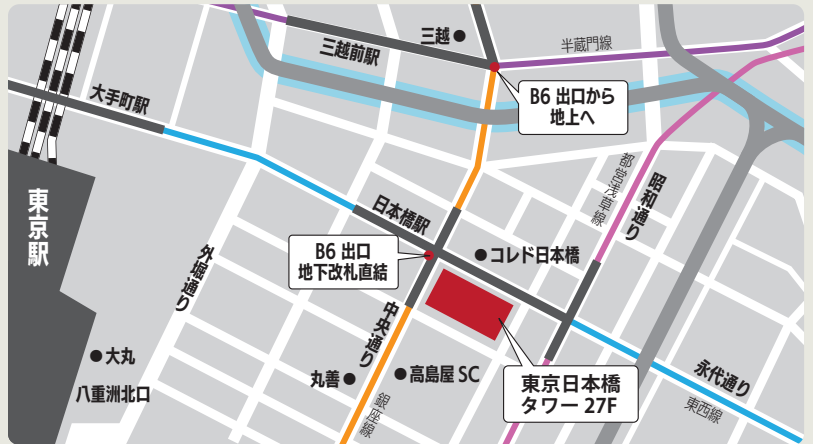 三越
三越前駅
半蔵門線
大手町駅
B6 出口から
地上へ
都営浅草線
昭和通り
東京駅
日本橋駅
外堀通り
B6 出口
地下改札直結
コレド日本橋
中央通り
大丸
八重洲北口
丸善
高島屋 SC
銀座線
東京日本橋
タワー 27F
永代通り
東西線